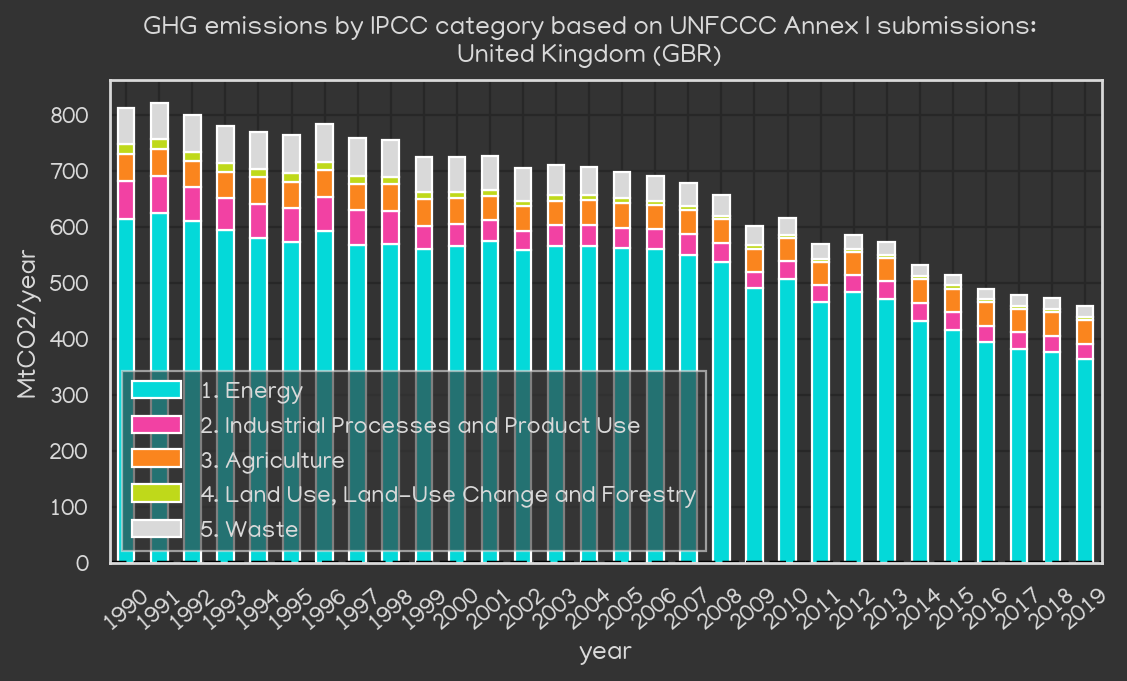 GHG emissions by IPCC category based on UNFCCC Annex I submissions:
United Kingdom (GBR)
MtCO2/year
800
700
600
500
400
300
200
100
0
1. Energy
2. Industrial Processes and Product Use
3. Agriculture
4. Land Use, Land-Use Change and Forestry
5. Waste
1990 1991 1992 1993 1994 1995 1996 1997 1998 1999 2000 2001 2002 2003 2004 2005 2006 2007 2008 2009 2010 2011 2012 2013 2014 2015 2016 2017 2018 2019
year